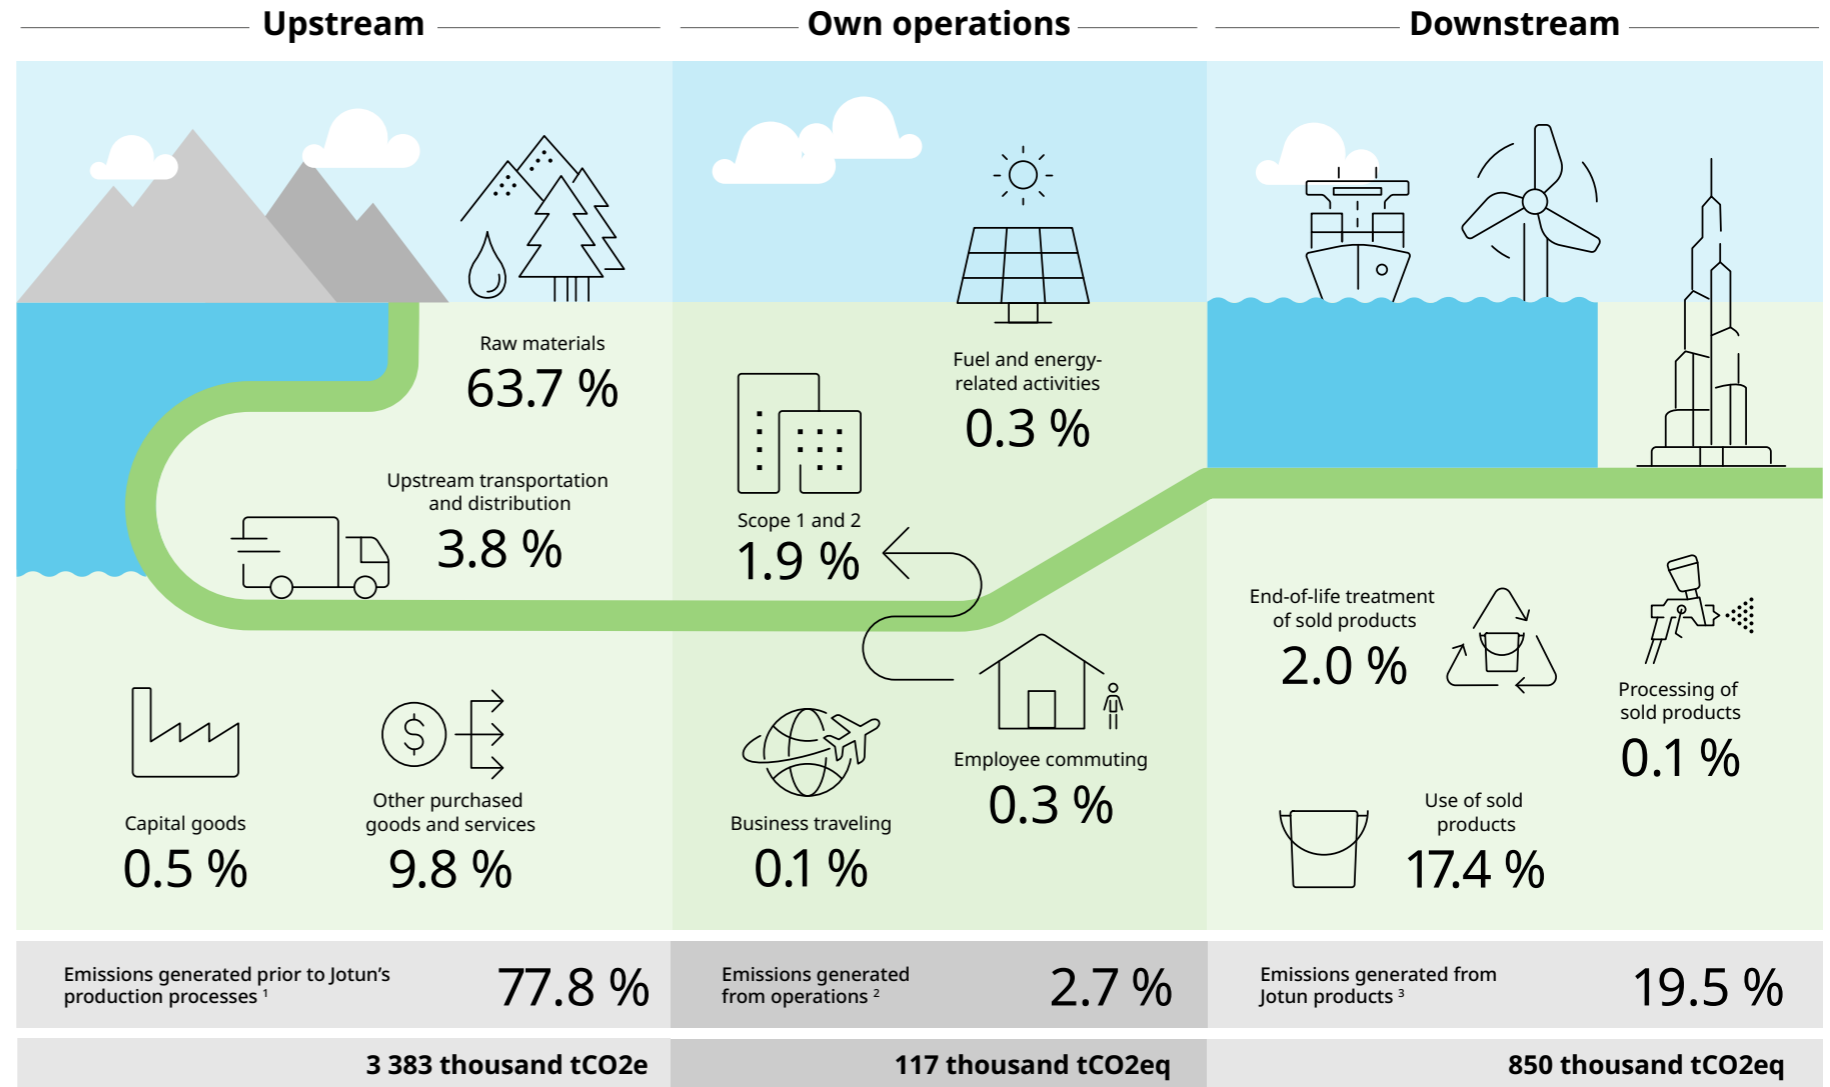 Upstream
Own operations
Downstream
Raw materials
63.7 %
Upstream transportation
and distribution
3.8 %
Capital goods
0.5 %
Other purchased
goods and services
9.8 %
Fuel and energy-
related activities
0.3 %
Scope 1 and 2
1.9 %
Business traveling
0.1 %
Employee commuting
0.3 %
End-of-life treatment
of sold products
2.0 %
Processing of
sold products
0.1 %
Use of sold
products
17.4 %
Emissions generated prior to Jotun's
production processes ¹
77.8 %
Emissions generated
from operations ²
2.7 %
Emissions generated from
Jotun products ³
19.5 %
3 383 thousand tCO2e
117 thousand tCO2eq
850 thousand tCO2eq